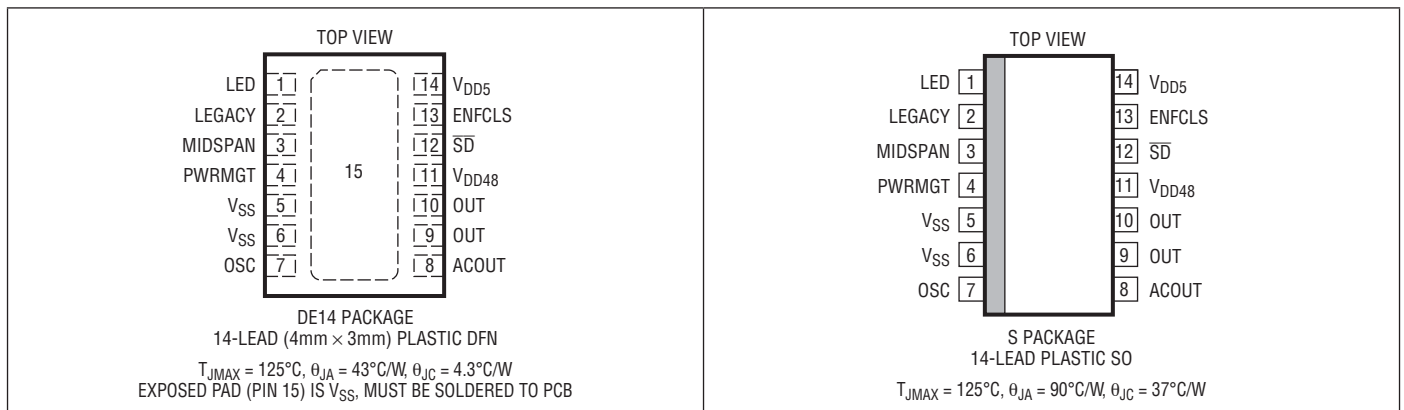 TOP VIEW
LED 1
LEGACY 2
MIDSPAN 3
PWRMGT 4
VSS 5
VSS 6
OSC 7
15
14 VDD5
13 ENFCLS
12 S̅D̅
11 VDD48
10 OUT
9 OUT
8 ACOUT
DE14 PACKAGE
14-LEAD (4mm × 3mm) PLASTIC DFN
TJMAX = 125°C, θJA = 43°C/W, θJC = 4.3°C/W
EXPOSED PAD (PIN 15) IS VSS, MUST BE SOLDERED TO PCB
TOP VIEW
LED 1
LEGACY 2
MIDSPAN 3
PWRMGT 4
VSS 5
VSS 6
OSC 7
14 VDD5
13 ENFCLS
12 S̅D̅
11 VDD48
10 OUT
9 OUT
8 ACOUT
S PACKAGE
14-LEAD PLASTIC SO
TJMAX = 125°C, θJA = 90°C/W, θJC = 37°C/W